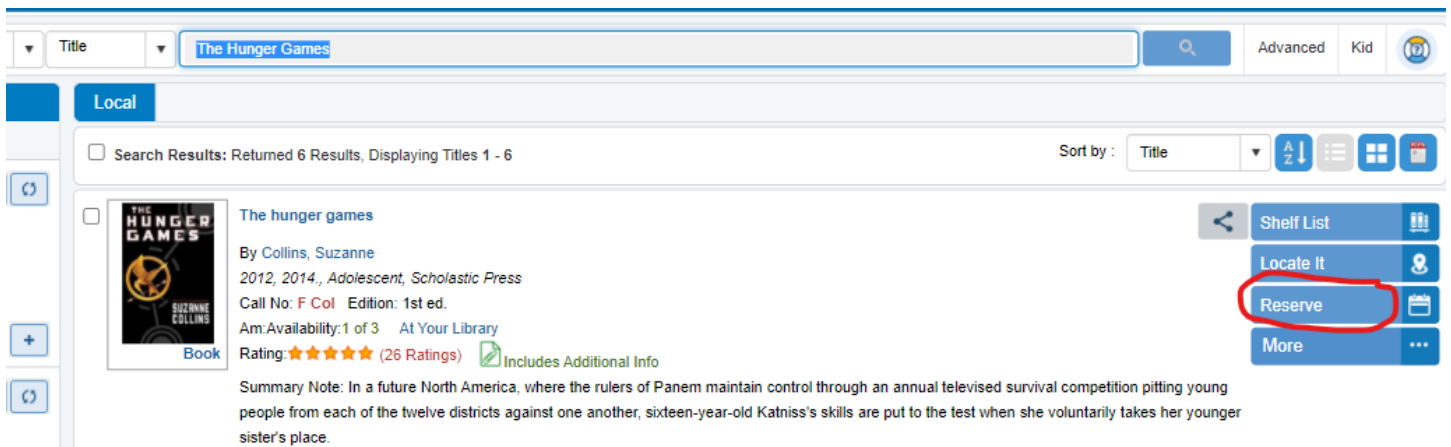 Title The Hunger Games Advanced Kid
Local
Search Results: Returned 6 Results, Displaying Titles 1 - 6 Sort by : Title
THE HUNGER GAMES
SUZANNE COLLINS
Book
The hunger games
By Collins, Suzanne
2012, 2014., Adolescent, Scholastic Press
Call No: F Col Edition: 1st ed.
Am:Availability:1 of 3 At Your Library
Rating: (26 Ratings) Includes Additional Info
Summary Note: In a future North America, where the rulers of Panem maintain control through an annual televised survival competition pitting young
people from each of the twelve districts against one another, sixteen-year-old Katniss's skills are put to the test when she voluntarily takes her younger
sister's place.
Shelf List
Locate It
Reserve
More